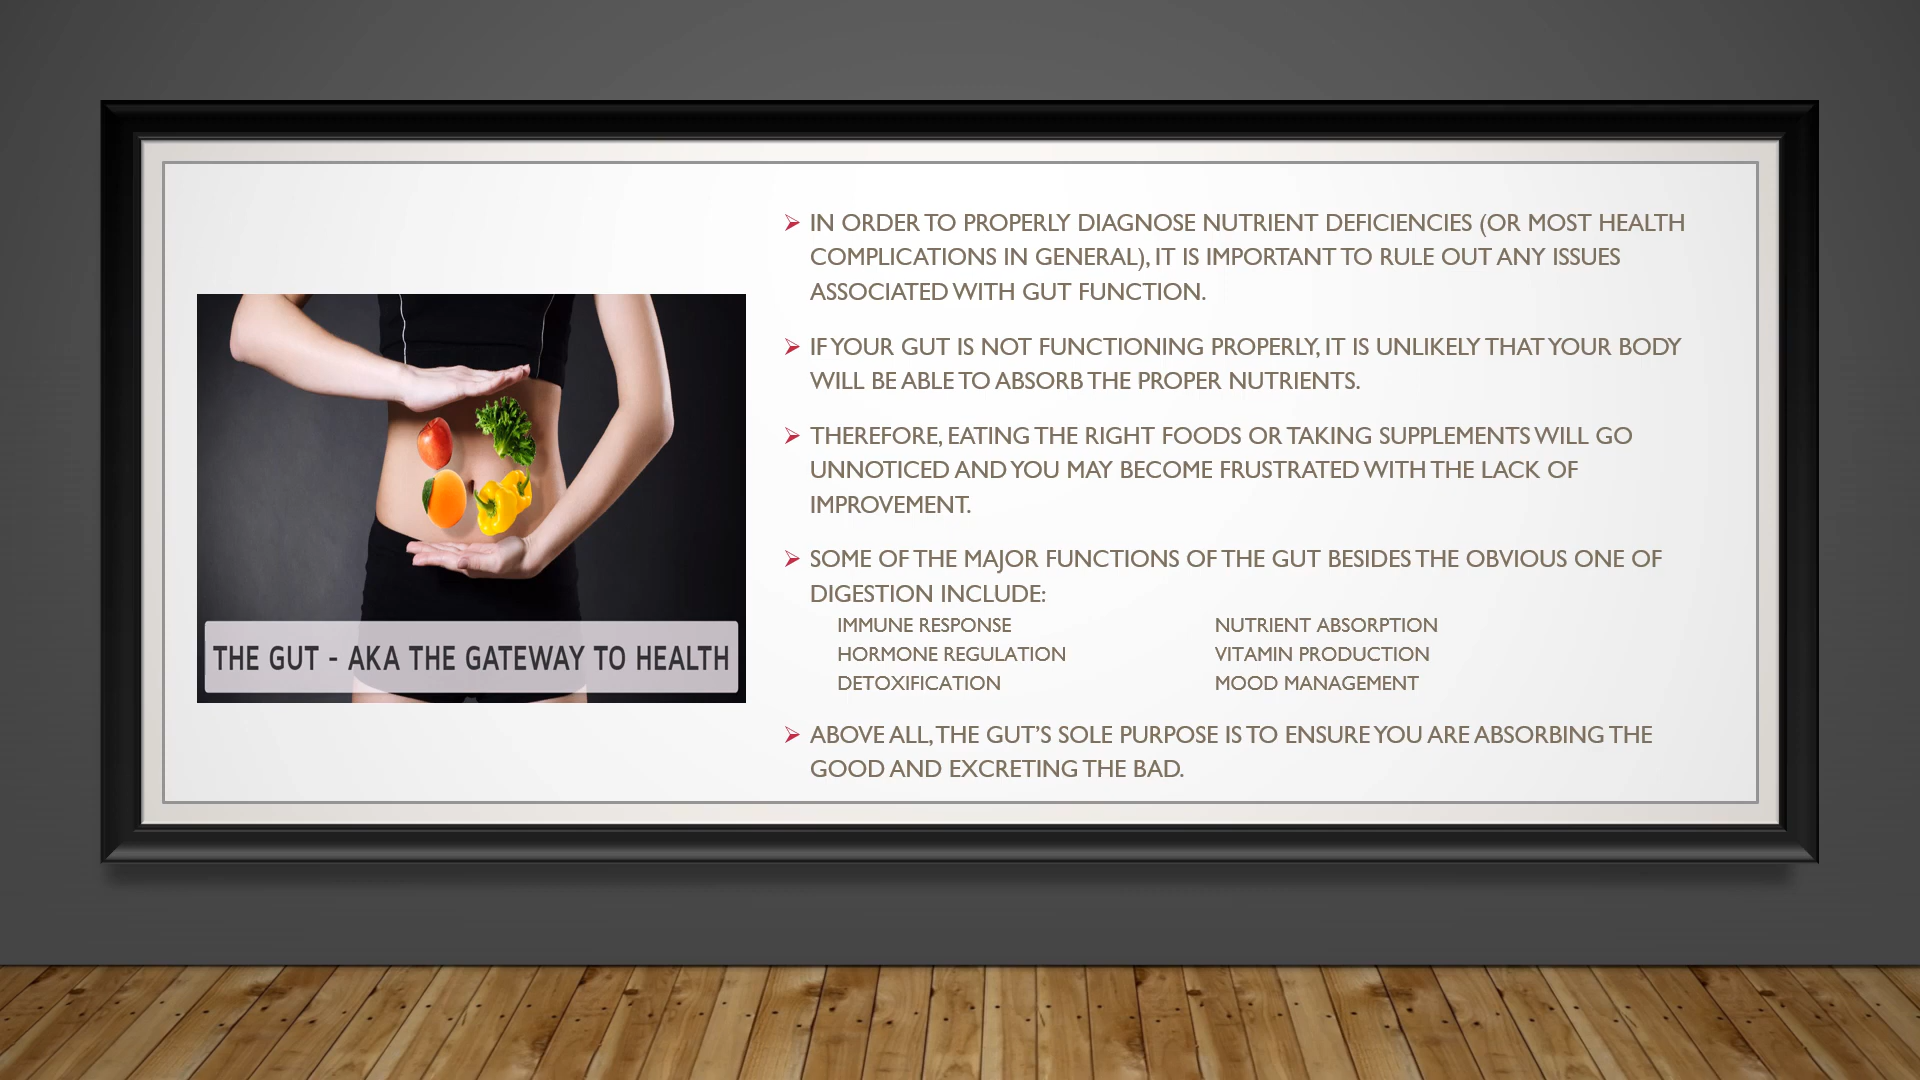 IN ORDER TO PROPERLY DIAGNOSE NUTRIENT DEFICIENCIES (OR MOST HEALTH
COMPLICATIONS IN GENERAL), IT IS IMPORTANT TO RULE OUT ANY ISSUES
ASSOCIATED WITH GUT FUNCTION.
IF YOUR GUT IS NOT FUNCTIONING PROPERLY, IT IS UNLIKELY THAT YOUR BODY
WILL BE ABLE TO ABSORB THE PROPER NUTRIENTS.
THEREFORE, EATING THE RIGHT FOODS OR TAKING SUPPLEMENTS WILL GO
UNNOTICED AND YOU MAY BECOME FRUSTRATED WITH THE LACK OF
IMPROVEMENT.
SOME OF THE MAJOR FUNCTIONS OF THE GUT BESIDES THE OBVIOUS ONE OF
DIGESTION INCLUDE:
IMMUNE RESPONSE NUTRIENT ABSORPTION
HORMONE REGULATION VITAMIN PRODUCTION
DETOXIFICATION MOOD MANAGEMENT
ABOVE ALL, THE GUT’S SOLE PURPOSE IS TO ENSURE YOU ARE ABSORBING THE
GOOD AND EXCRETING THE BAD.
THE GUT - AKA THE GATEWAY TO HEALTH